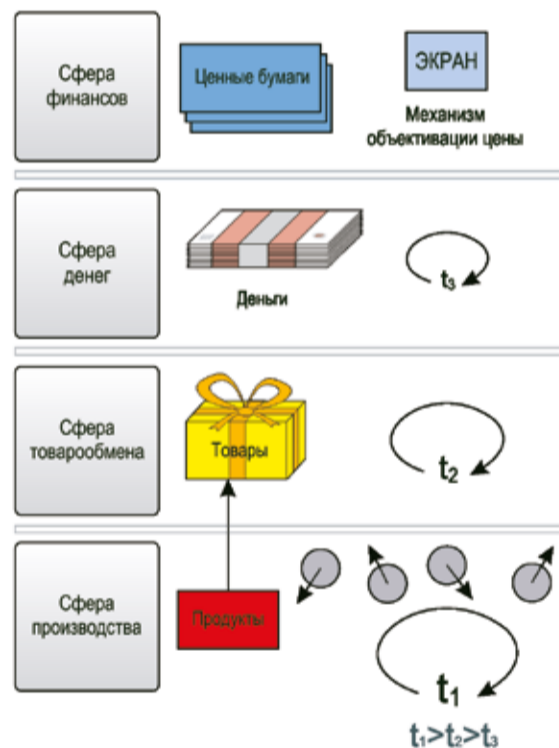 Сфера
финансов
Ценные бумаги
ЭКРАН
Механизм
объективации цены
Сфера
денег
Деньги
t₃
Сфера
товарообмена
Товары
t₂
Сфера
производства
Продукты
t₁
t₁>t₂>t₃